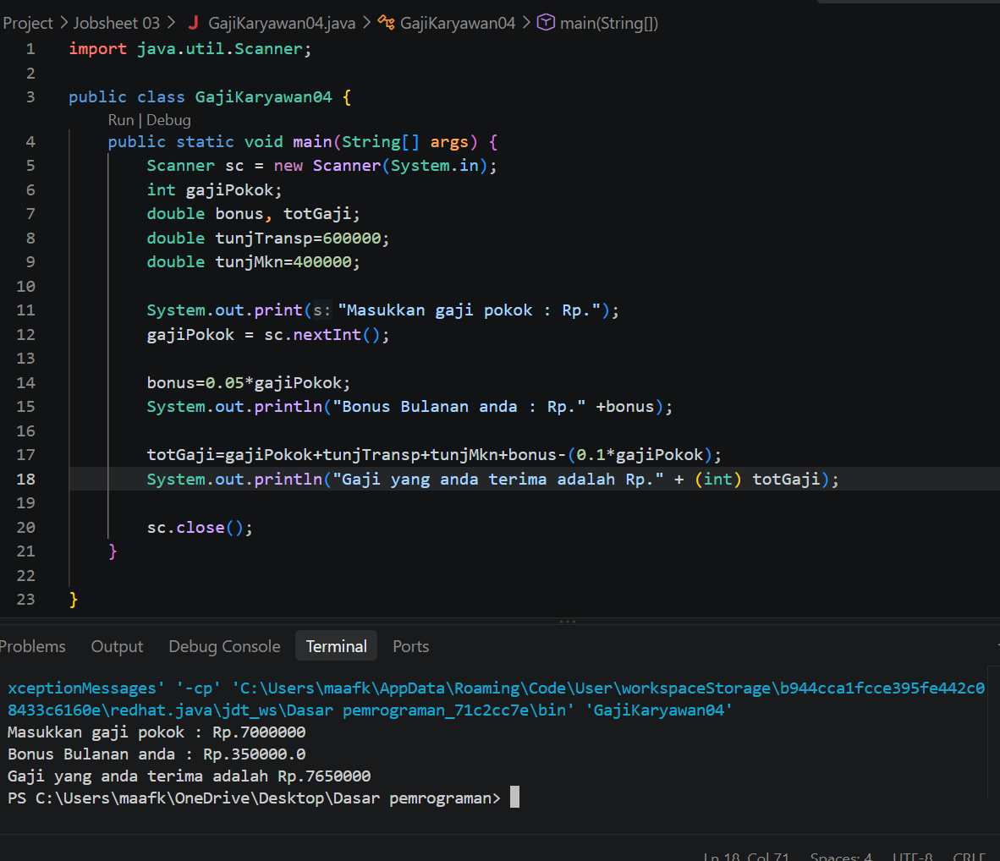 Project > Jobsheet 03 > J GajiKaryawan04.java > GajiKaryawan04 > main(String[])
1 import java.util.Scanner;
2
3 public class GajiKaryawan04 {
Run | Debug
4 public static void main(String[] args) {
5 Scanner sc = new Scanner(System.in);
6 int gajiPokok;
7 double bonus, totGaji;
8 double tunjTransp=600000;
9 double tunjMkn=400000;
10
11 System.out.print(s: "Masukkan gaji pokok : Rp.");
12 gajiPokok = sc.nextInt();
13
14 bonus=0.05*gajiPokok;
15 System.out.println("Bonus Bulanan anda : Rp." +bonus);
16
17 totGaji=gajiPokok+tunjTransp+tunjMkn+bonus-(0.1*gajiPokok);
18 System.out.println("Gaji yang anda terima adalah Rp." + (int) totGaji);
19
20 sc.close();
21 }
22
23 }
Problems Output Debug Console Terminal Ports
xceptionMessages' '-cp' 'C:\Users\maafk\AppData\Roaming\Code\User\workspaceStorage\b944cca1fcce395fe442c0
8433c6160e\redhat.java\jdt_ws\Dasar pemrograman_71c2cc7e\bin' 'GajiKaryawan04'
Masukkan gaji pokok : Rp.7000000
Bonus Bulanan anda : Rp.350000.0
Gaji yang anda terima adalah Rp.7650000
PS C:\Users\maafk\OneDrive\Desktop\Dasar pemrograman>
Ln 18, Col 71 Spaces: 4 UTF-8 CRLF